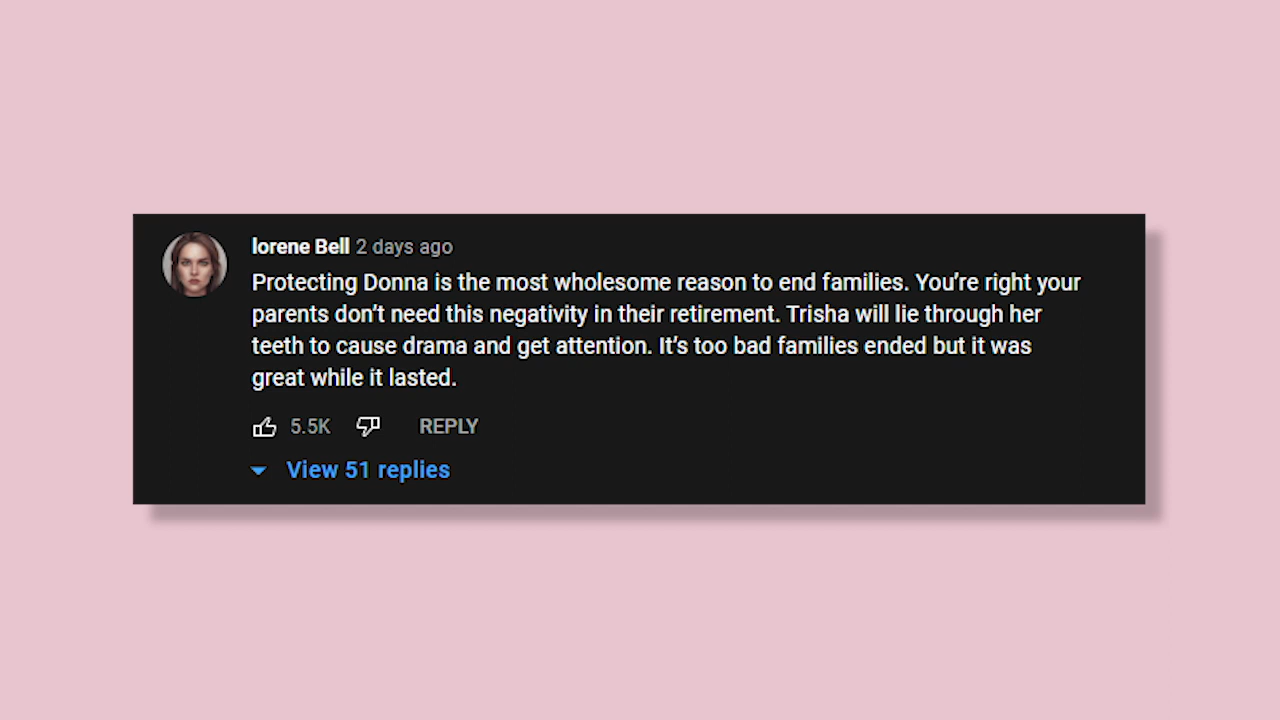 lorene Bell 2 days ago
Protecting Donna is the most wholesome reason to end families. You’re right your
parents don’t need this negativity in their retirement. Trisha will lie through her
teeth to cause drama and get attention. It’s too bad families ended but it was
great while it lasted.
5.5K REPLY
View 51 replies